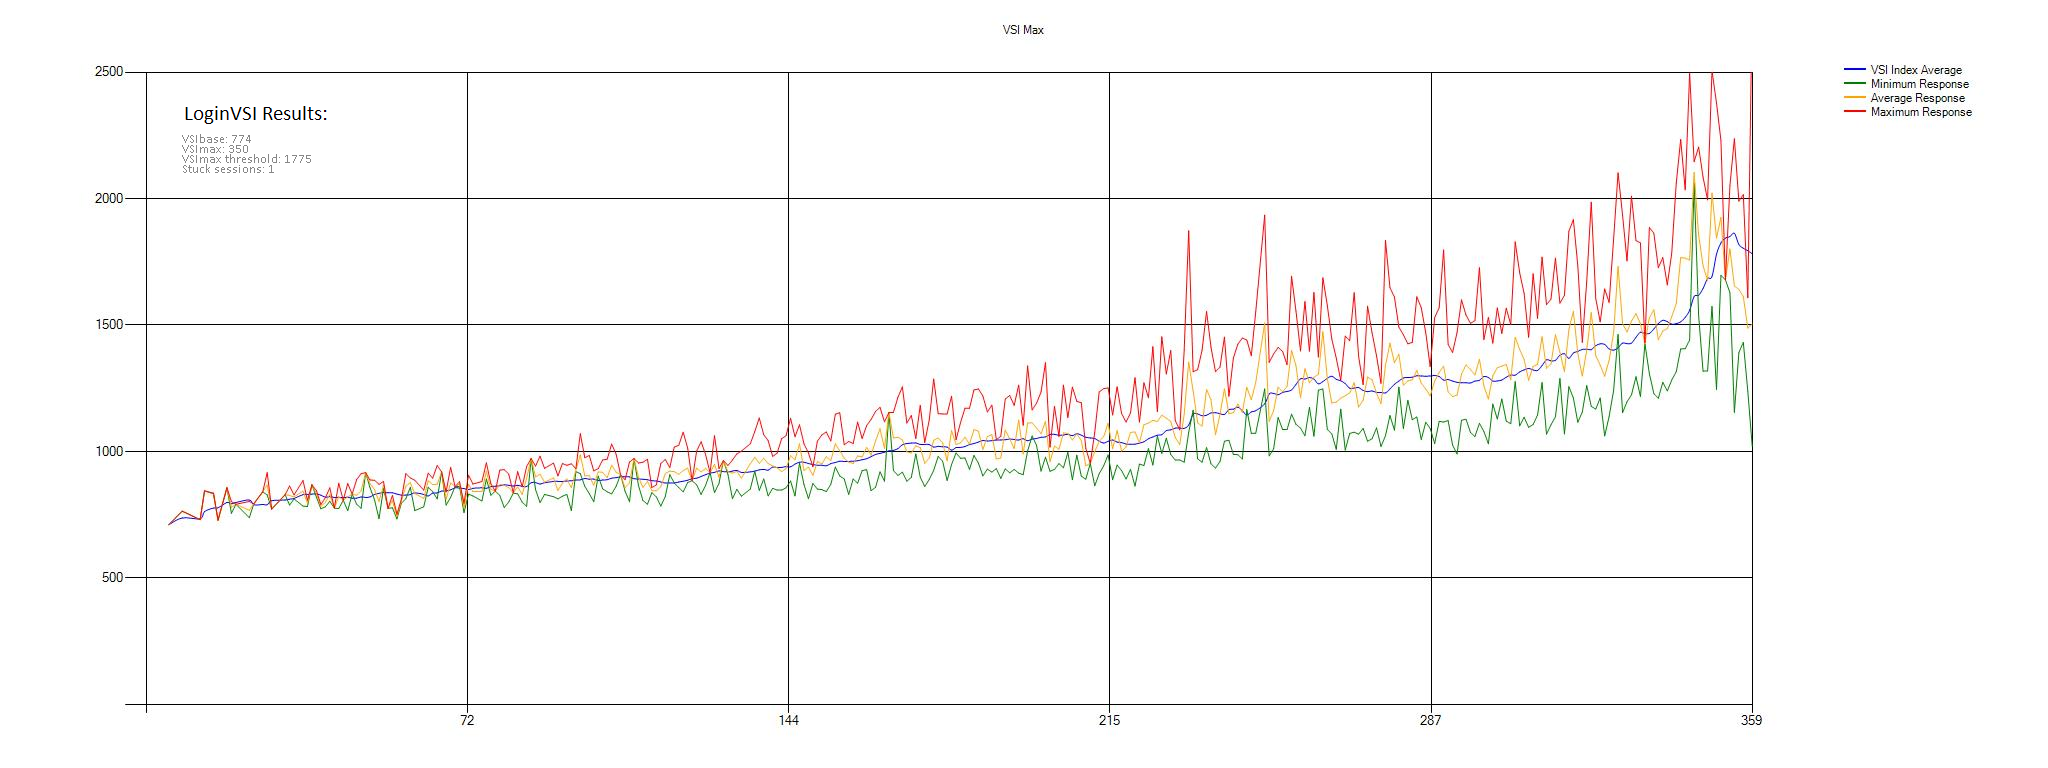 VSI Max
2500
2000
1500
1000
500
LoginVSI Results:
VSIbase: 774
VSImax: 350
VSImax threshold: 1775
Stuck sessions: 1
VSI Index Average
Minimum Response
Average Response
Maximum Response
72
144
215
287
359